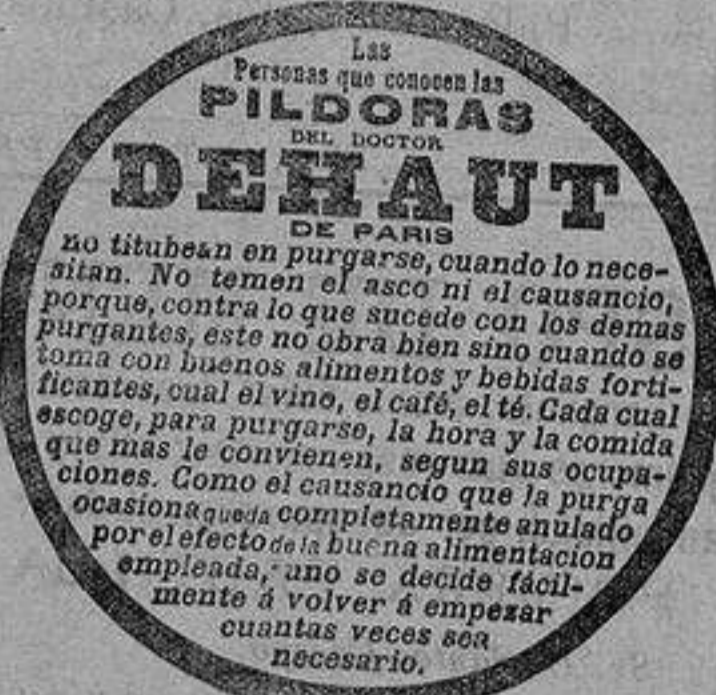 Las
Personas que conocen las
PILDORAS
DEL DOCTOR
DEHAUT
DE PARIS
no titubean en purgarse, cuando lo nece-
sitan. No temen el asco ni el causancio,
porque, contra lo que sucede con los demas
purgantes, este no obra bien sino cuando se
toma con buenos alimentos y bebidas forti-
ficantes, cual el vino, el café, el té. Cada cual
escoge, para purgarse, la hora y la comida
que mas le convienen, segun sus ocupa-
ciones. Como el causancio que la purga
ocasiona queda completamente anulado
por el efecto de la buena alimentacion
empleada, uno se decide fácil-
mente á volver á empezar
cuantas veces sea
necesario.